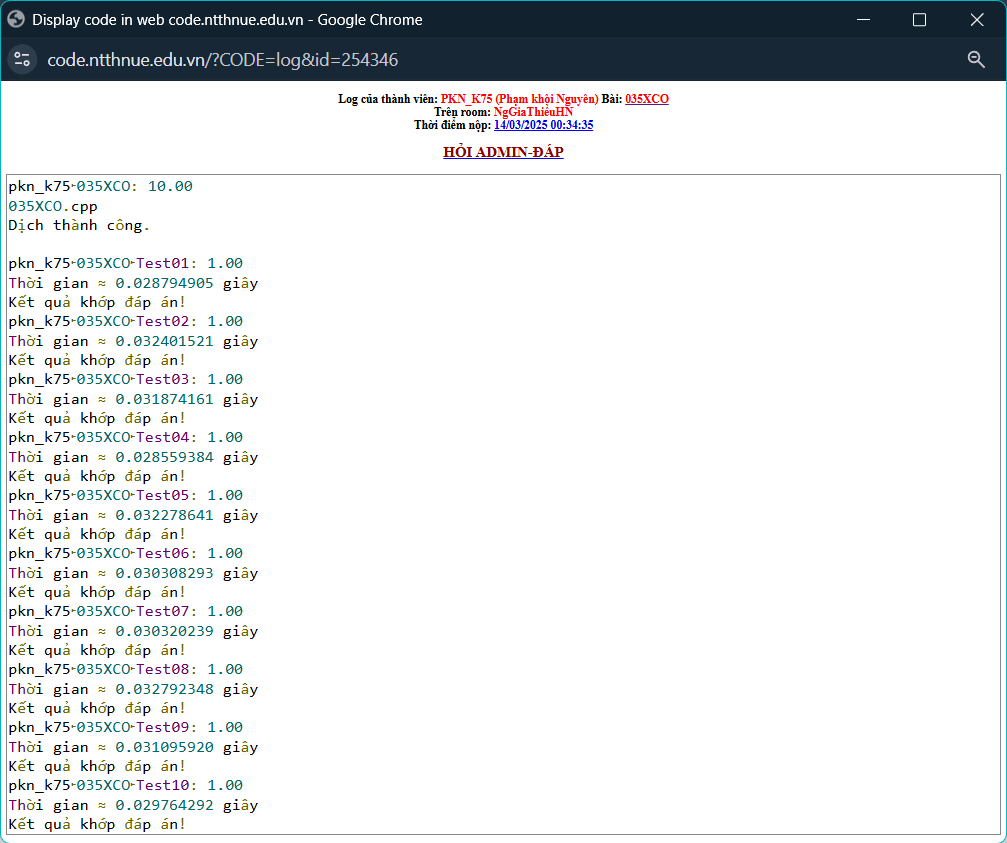 Display code in web code.ntthnue.edu.vn - Google Chrome
code.ntthnue.edu.vn/?CODE=log&id=254346
Log của thành viên: PKN_K75 (Phạm khôi Nguyên) Bài: 035XCO
Trên room: NgGiaThiềuHN
Thời điểm nộp: 14/03/2025 00:34:35
HỎI ADMIN-ĐÁP
pkn_k75‣035XCO: 10.00
035XCO.cpp
Dịch thành công.
pkn_k75‣035XCO‣Test01: 1.00
Thời gian ≈ 0.028794905 giây
Kết quả khớp đáp án!
pkn_k75‣035XCO‣Test02: 1.00
Thời gian ≈ 0.032401521 giây
Kết quả khớp đáp án!
pkn_k75‣035XCO‣Test03: 1.00
Thời gian ≈ 0.031874161 giây
Kết quả khớp đáp án!
pkn_k75‣035XCO‣Test04: 1.00
Thời gian ≈ 0.028559384 giây
Kết quả khớp đáp án!
pkn_k75‣035XCO‣Test05: 1.00
Thời gian ≈ 0.032278641 giây
Kết quả khớp đáp án!
pkn_k75‣035XCO‣Test06: 1.00
Thời gian ≈ 0.030308293 giây
Kết quả khớp đáp án!
pkn_k75‣035XCO‣Test07: 1.00
Thời gian ≈ 0.030320239 giây
Kết quả khớp đáp án!
pkn_k75‣035XCO‣Test08: 1.00
Thời gian ≈ 0.032792348 giây
Kết quả khớp đáp án!
pkn_k75‣035XCO‣Test09: 1.00
Thời gian ≈ 0.031095920 giây
Kết quả khớp đáp án!
pkn_k75‣035XCO‣Test10: 1.00
Thời gian ≈ 0.029764292 giây
Kết quả khớp đáp án!